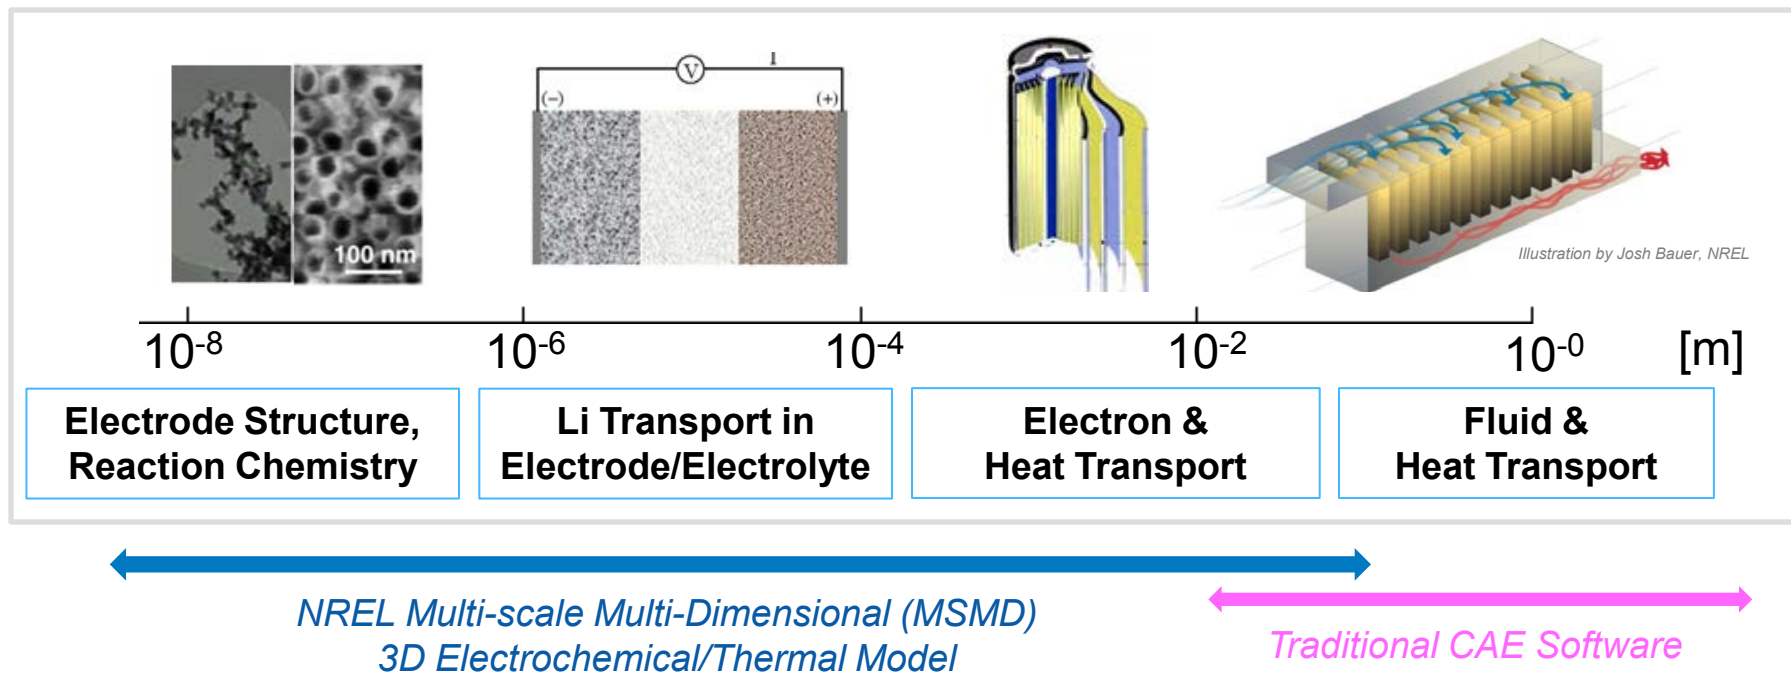 I
V
(−)
(+)
100 nm
Illustration by Josh Bauer, NREL
10-8
10-6
10-4
10-2
10-0
[m]
Electrode Structure,
Reaction Chemistry
Li Transport in
Electrode/Electrolyte
Electron &
Heat Transport
Fluid &
Heat Transport
NREL Multi-scale Multi-Dimensional (MSMD)
3D Electrochemical/Thermal Model
Traditional CAE Software